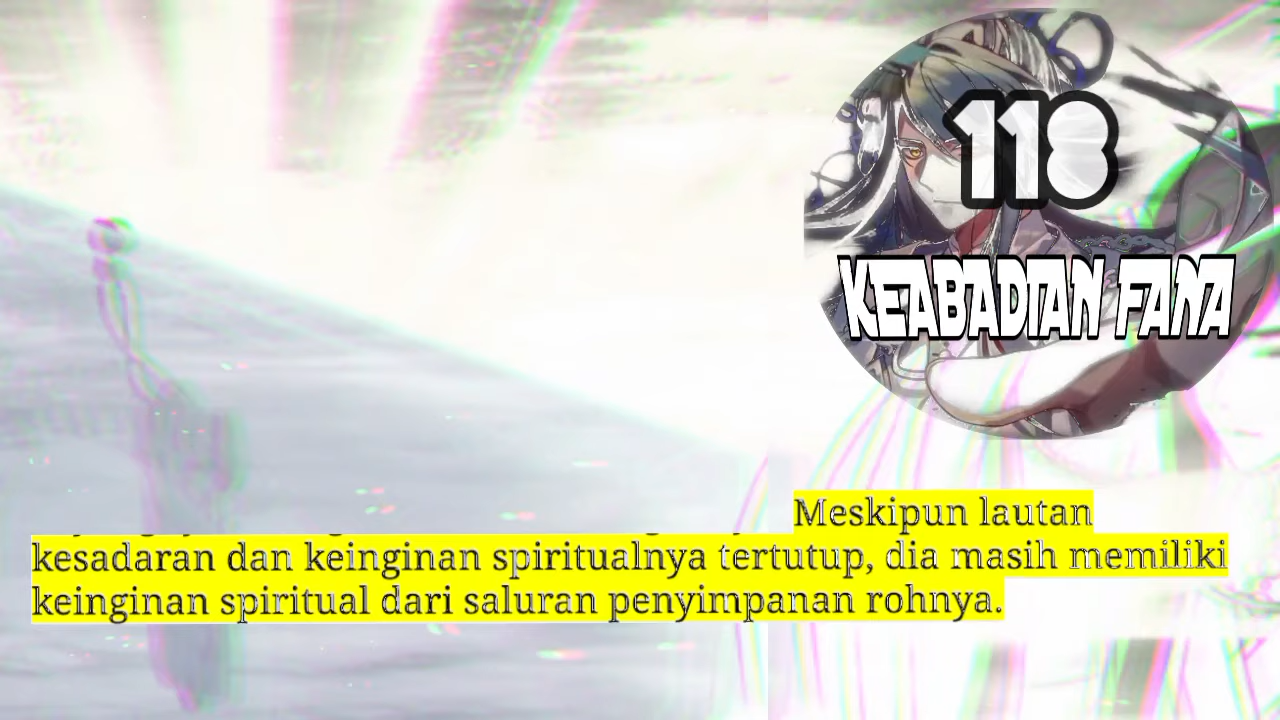 118
KEABADIAN FANA
Meskipun lautan
kesadaran dan keinginan spiritualnya tertutup, dia masih memiliki
keinginan spiritual dari saluran penyimpanan rohnya.